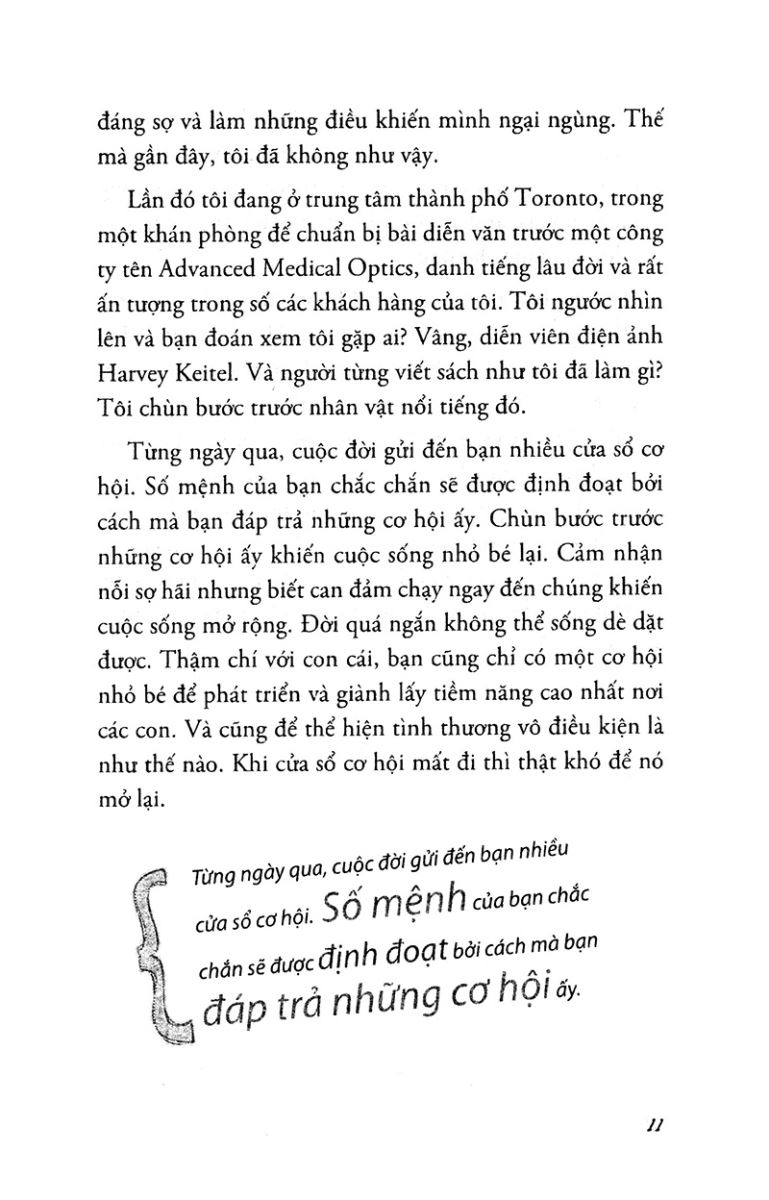 đáng sợ và làm những điều khiến mình ngại ngùng. Thế
mà gần đây, tôi đã không như vậy.
Lần đó tôi đang ở trung tâm thành phố Toronto, trong
một khán phòng để chuẩn bị bài diễn văn trước một công
ty tên Advanced Medical Optics, danh tiếng lâu đời và rất
ấn tượng trong số các khách hàng của tôi. Tôi ngước nhìn
lên và bạn đoán xem tôi gặp ai? Vâng, diễn viên điện ảnh
Harvey Keitel. Và người từng viết sách như tôi đã làm gì?
Tôi chùn bước trước nhân vật nổi tiếng đó.
Từng ngày qua, cuộc đời gửi đến bạn nhiều cửa sổ cơ
hội. Số mệnh của bạn chắc chắn sẽ được định đoạt bởi
cách mà bạn đáp trả những cơ hội ấy. Chùn bước trước
những cơ hội ấy khiến cuộc sống nhỏ bé lại. Cảm nhận
nỗi sợ hãi nhưng biết can đảm chạy ngay đến chúng khiến
cuộc sống mở rộng. Đời quá ngắn không thể sống dè dặt
được. Thậm chí với con cái, bạn cũng chỉ có một cơ hội
nhỏ bé để phát triển và giành lấy tiềm năng cao nhất nơi
các con. Và cũng để thể hiện tình thương vô điều kiện là
như thế nào. Khi cửa sổ cơ hội mất đi thì thật khó để nó
mở lại.
Từng ngày qua, cuộc đời gửi đến bạn nhiều
cửa sổ cơ hội. Số mệnh của bạn chắc
chắn sẽ được định đoạt bởi cách mà bạn
đáp trả những cơ hội ấy.
11